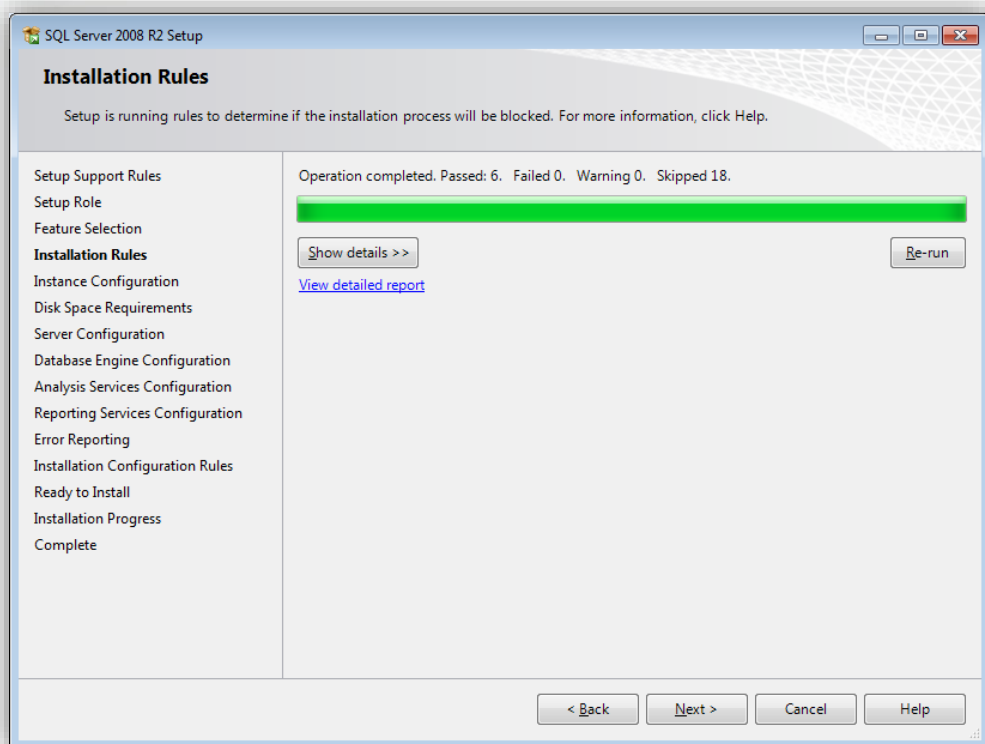 SQL Server 2008 R2 Setup
Installation Rules
Setup is running rules to determine if the installation process will be blocked. For more information, click Help.
Setup Support Rules
Setup Role
Feature Selection
Installation Rules
Instance Configuration
Disk Space Requirements
Server Configuration
Database Engine Configuration
Analysis Services Configuration
Reporting Services Configuration
Error Reporting
Installation Configuration Rules
Ready to Install
Installation Progress
Complete
Operation completed. Passed: 6. Failed 0. Warning 0. Skipped 18.
Show details >>
Re-run
View detailed report
< Back
Next >
Cancel
Help